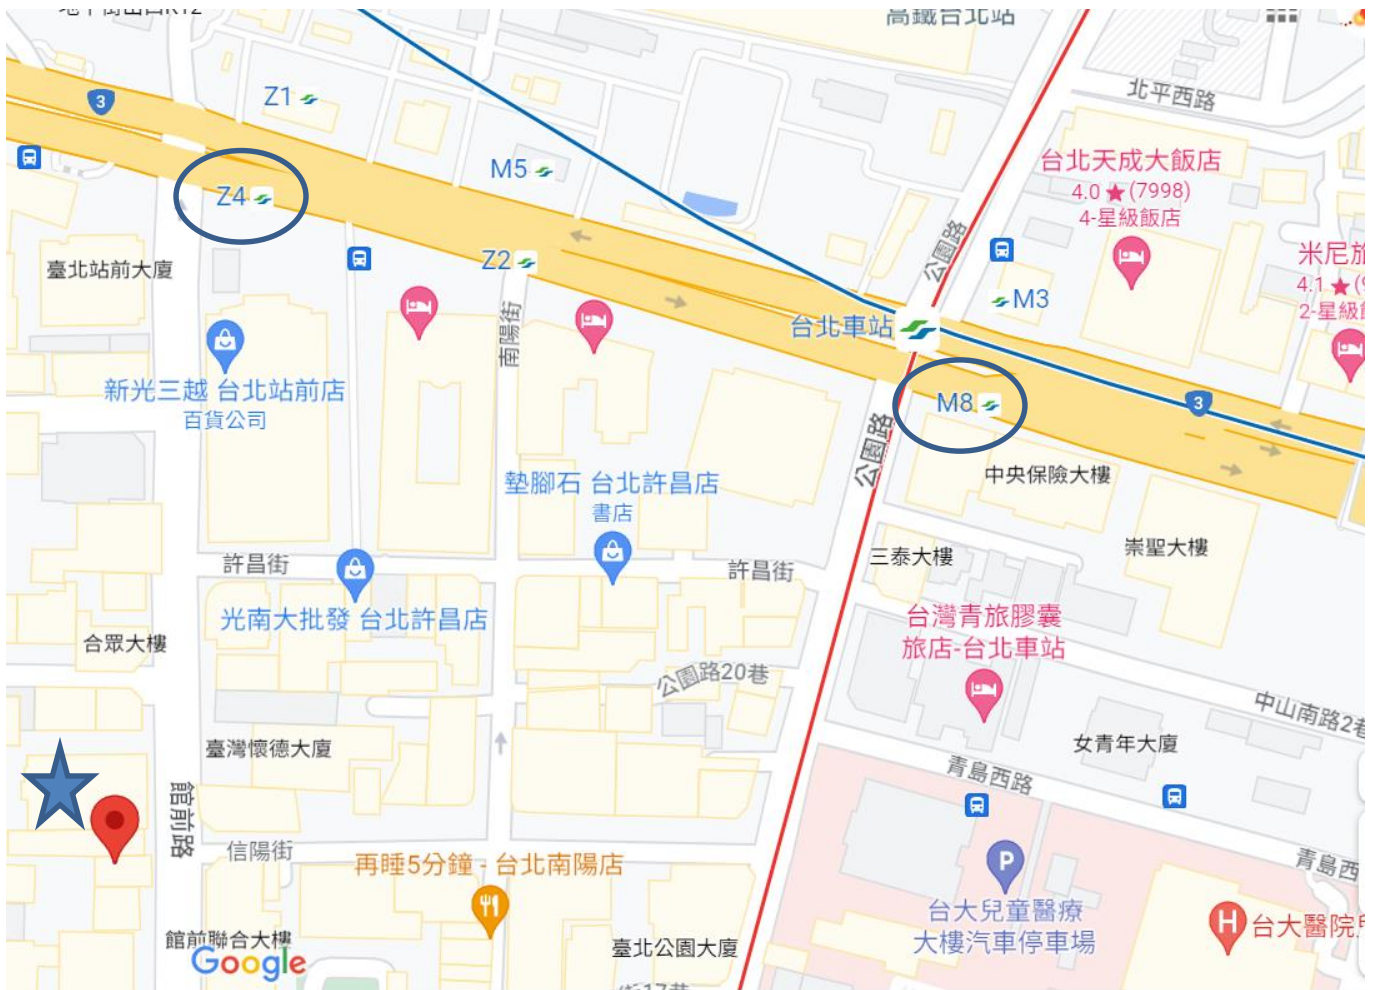 高鐵台北站
3
Z1
北平西路
M5
台北天成大飯店
4.0 ★ (7998)
4-星級飯店
Z4
公園路
Z2
臺北站前大廈
米尼旅
4.1 ★
2-星級
M3
台北車站
南陽街
新光三越 台北站前店
百貨公司
M8
3
公園路
中央保險大樓
墊腳石 台北許昌店
書店
崇聖大樓
三泰大樓
許昌街
許昌街
光南大批發 台北許昌店
台灣青旅膠囊
旅店-台北車站
合眾大樓
公園路20巷
中山南路2巷
臺灣懷德大廈
女青年大廈
青島西路
館前路
信陽街
再睡5分鐘 - 台北南陽店
P
青島西
台大兒童醫療
大樓汽車停車場
H
台大醫院
館前聯合大樓
臺北公園大廈
Google